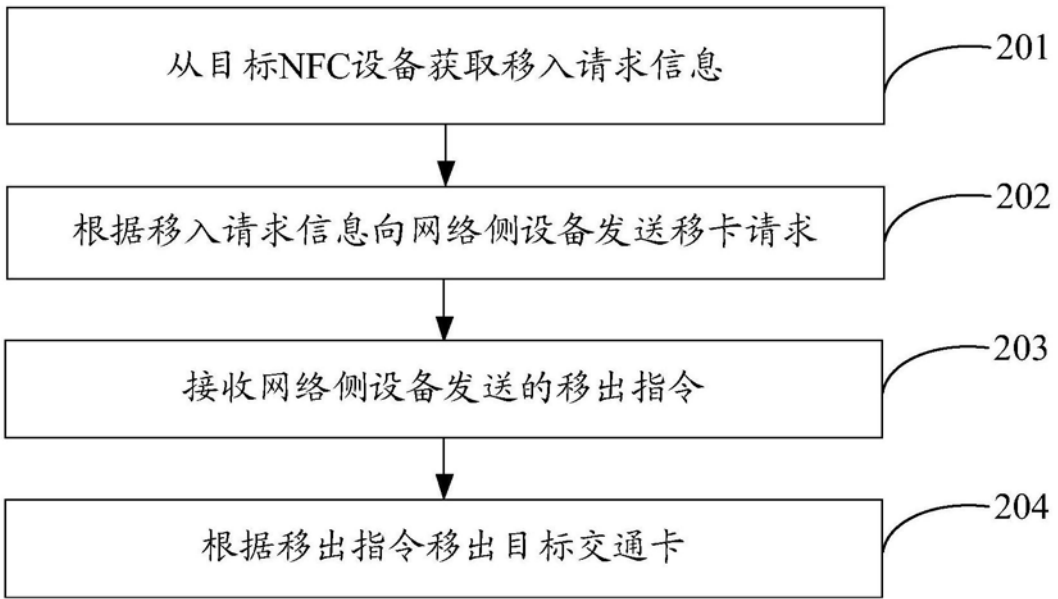 从目标NFC设备获取移入请求信息
201
根据移入请求信息向网络侧设备发送移卡请求
202
接收网络侧设备发送的移出指令
203
根据移出指令移出目标交通卡
204